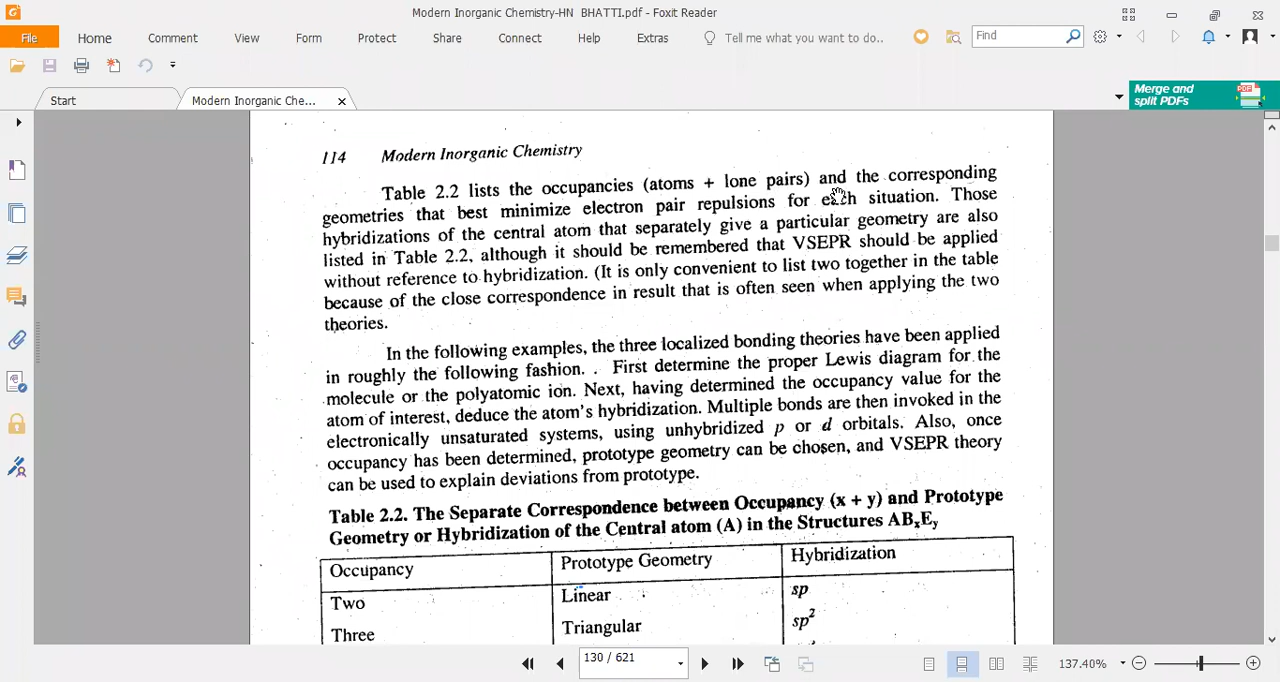 Modern Inorganic Chemistry-HN BHATTI.pdf - Foxit Reader
File Home Comment View Form Protect Share Connect Help Extras Tell me what you want to do.. Find
Start Modern Inorganic Che... Merge and
split PDFs
114 Modern Inorganic Chemistry
Table 2.2 lists the occupancies (atoms + lone pairs) and the corresponding
geometries that best minimize electron pair repulsions for each situation. Those
hybridizations of the central atom that separately give a particular geometry are also
listed in Table 2.2, although it should be remembered that VSEPR should be applied
without reference to hybridization. (It is only convenient to list two together in the table
because of the close correspondence in result that is often seen when applying the two
theories.
In the following examples, the three localized bonding theories have been applied
in roughly the following fashion. . First determine the proper Lewis diagram for the
molecule or the polyatomic ion. Next, having determined the occupancy value for the
atom of interest, deduce the atom's hybridization. Multiple bonds are then invoked in the
electronically unsaturated systems, using unhybridized p or d orbitals. Also, once
occupancy has been determined, prototype geometry can be chosen, and VSEPR theory
can be used to explain deviations from prototype.
Table 2.2. The Separate Correspondence between Occupancy (x + y) and Prototype
Geometry or Hybridization of the Central atom (A) in the Structures ABxEy
Occupancy Prototype Geometry Hybridization
Two Linear sp
Three Triangular sp²
130 / 621 137.40%